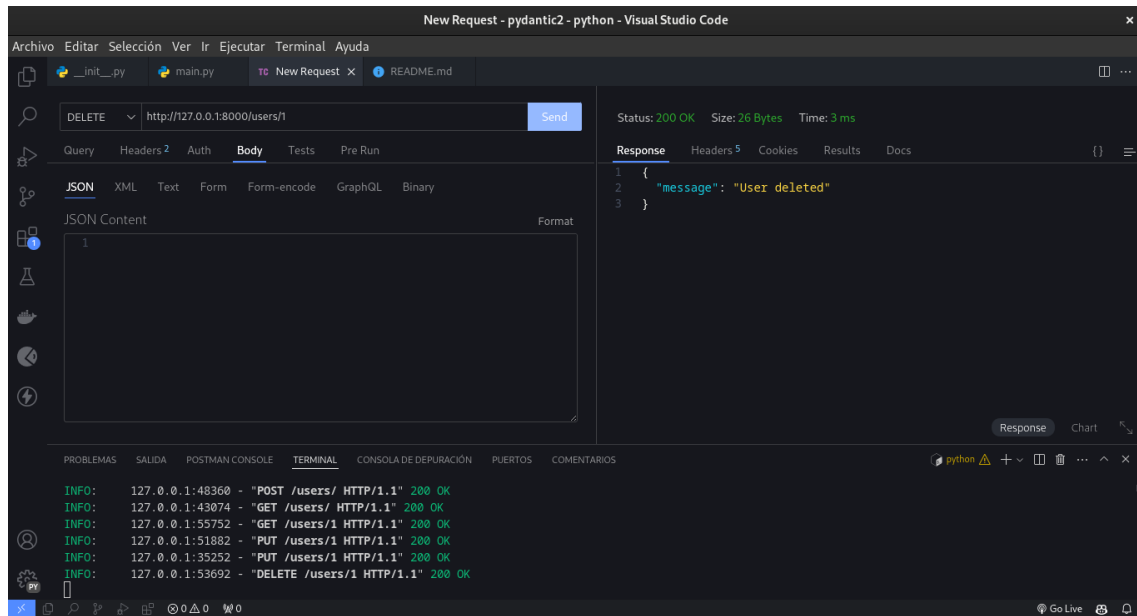 New Request - pydantic2 - python - Visual Studio Code ×
Archivo Editar Selección Ver Ir Ejecutar Terminal Ayuda
__init__.py main.py TC New Request × README.md
DELETE http://127.0.0.1:8000/users/1 Send
Status: 200 OK Size: 26 Bytes Time: 3 ms
Query Headers 2 Auth Body Tests Pre Run
Response Headers 5 Cookies Results Docs {}
JSON XML Text Form Form-encode GraphQL Binary
JSON Content Format
1
1 {
2 "message": "User deleted"
3 }
1
Response Chart
PROBLEMAS SALIDA POSTMAN CONSOLE TERMINAL CONSOLA DE DEPURACIÓN PUERTOS COMENTARIOS python
INFO: 127.0.0.1:48360 - "POST /users/ HTTP/1.1" 200 OK
INFO: 127.0.0.1:43074 - "GET /users/ HTTP/1.1" 200 OK
INFO: 127.0.0.1:55752 - "GET /users/1 HTTP/1.1" 200 OK
INFO: 127.0.0.1:51882 - "PUT /users/1 HTTP/1.1" 200 OK
INFO: 127.0.0.1:35252 - "PUT /users/1 HTTP/1.1" 200 OK
INFO: 127.0.0.1:53692 - "DELETE /users/1 HTTP/1.1" 200 OK
PY
0 0 0 Go Live